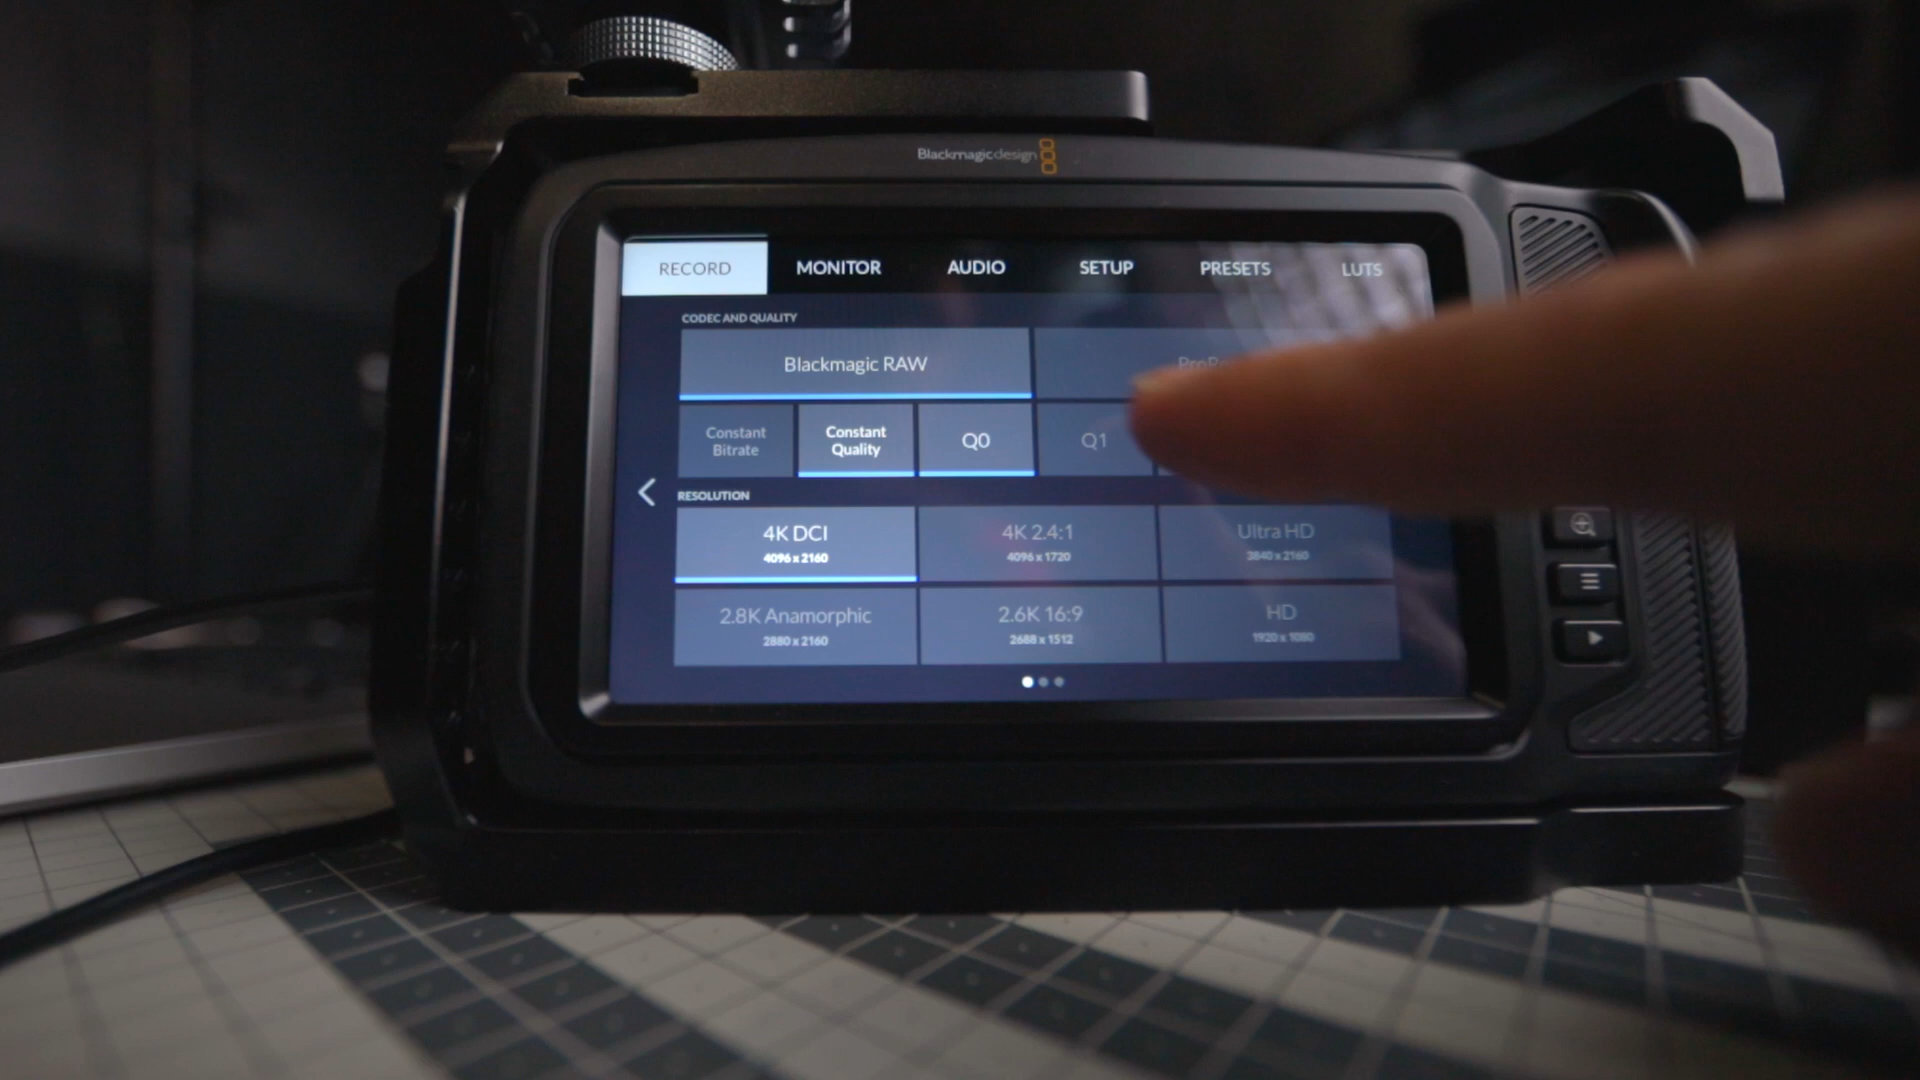 Blackmagicdesign
RECORD MONITOR AUDIO SETUP PRESETS LUTS
CODEC AND QUALITY
Blackmagic RAW
Constant Bitrate
Constant Quality
Q0
Q1
RESOLUTION
4K DCI
4096 x 2160
4K 2.4:1
4096 x 1720
Ultra HD
3840 x 2160
2.8K Anamorphic
2880 x 2160
2.6K 16:9
2688 x 1512
HD
1920 x 1080